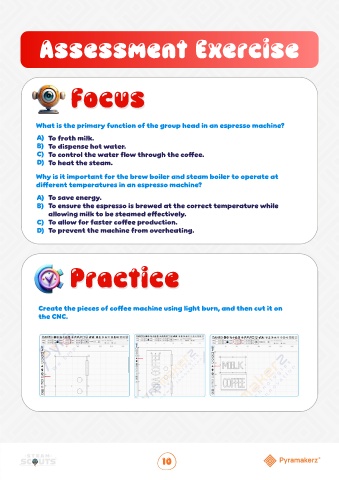 Assessment Exercise
Focus
What is the primary function of the group head in an espresso machine?
A) To froth milk.
B) To dispense hot water.
C) To control the water flow through the coffee.
D) To heat the steam.
Why is it important for the brew boiler and steam boiler to operate at
different temperatures in an espresso machine?
A) To save energy.
B) To ensure the espresso is brewed at the correct temperature while
allowing milk to be steamed effectively.
C) To allow for faster coffee production.
D) To prevent the machine from overheating.
Practice
Create the pieces of coffee machine using light burn, and then cut it on
the CNC.
MILK
COFFEE
SCOUTS
10
Pyramakerz